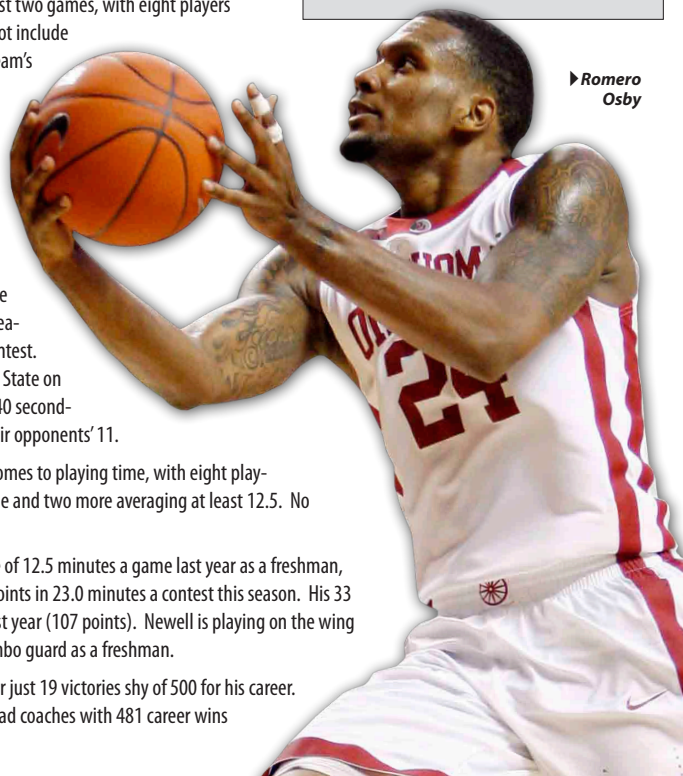 st two games, with eight players
ot include
eam's
Romero
Osby
e
ea-
ntest.
State on
40 second-
ir opponents' 11.
omes to playing time, with eight play-
e and two more averaging at least 12.5. No
of 12.5 minutes a game last year as a freshman,
oints in 23.0 minutes a contest this season. His 33
st year (107 points). Newell is playing on the wing
mbo guard as a freshman.
r just 19 victories shy of 500 for his career.
ad coaches with 481 career wins
24